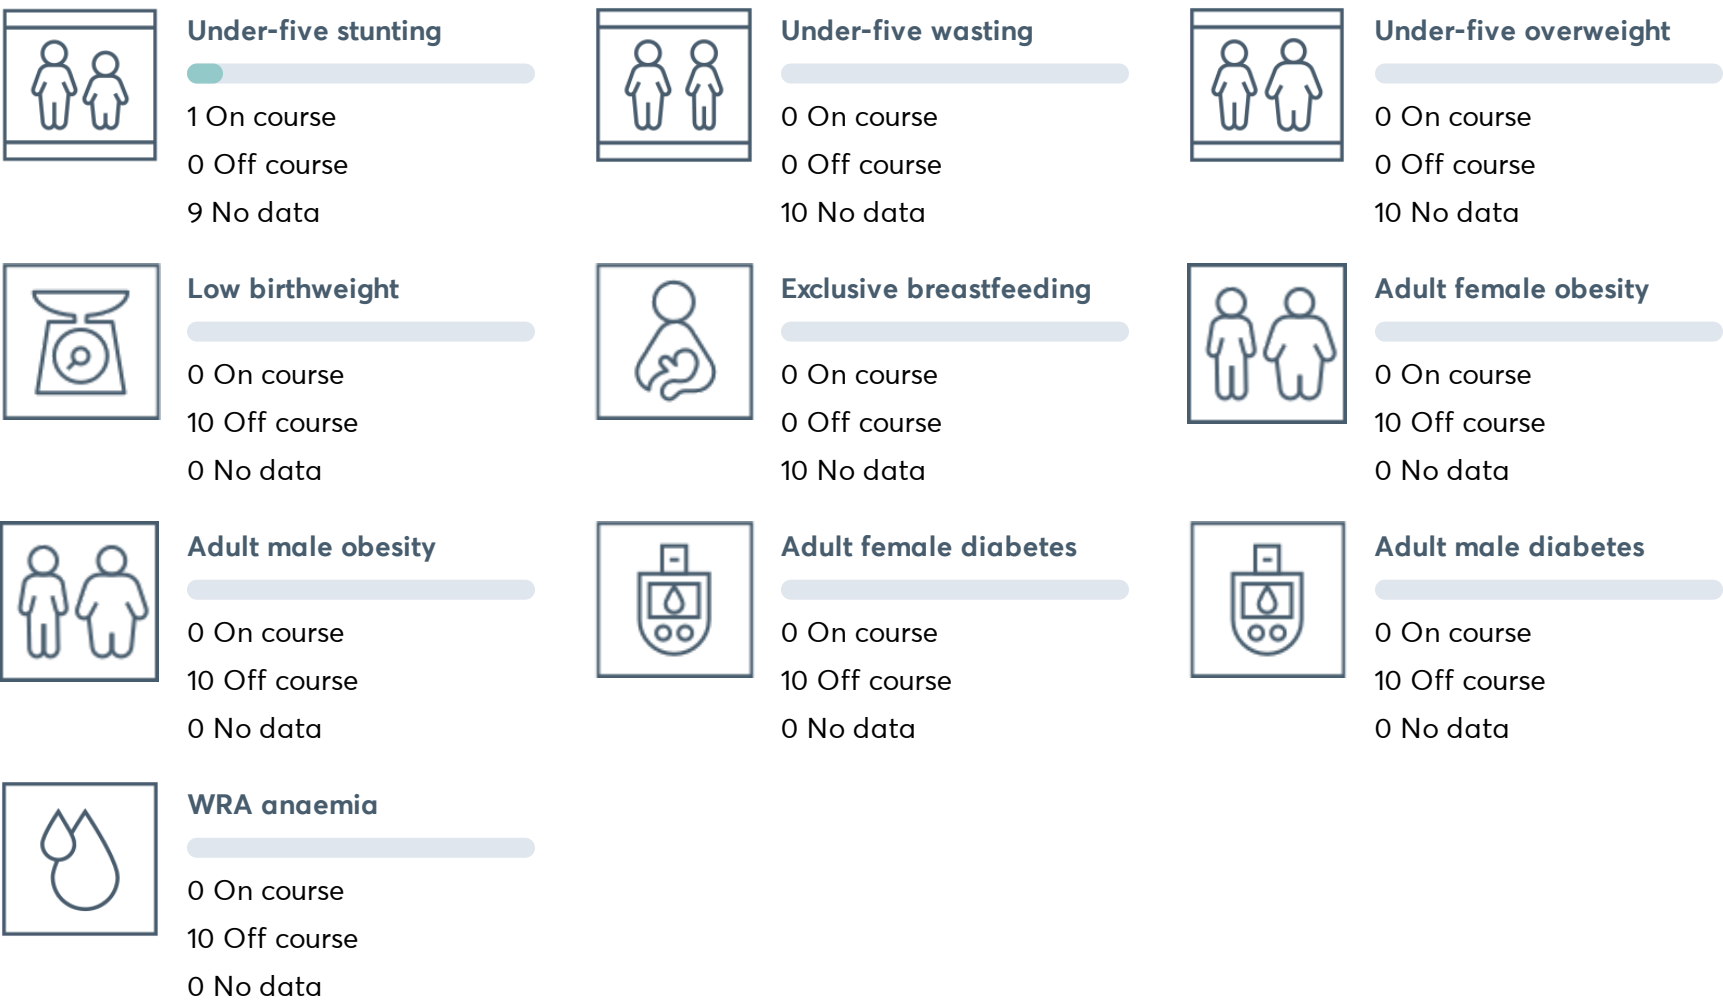 Under-five stunting
1 On course
0 Off course
9 No data
Under-five wasting
0 On course
0 Off course
10 No data
Under-five overweight
0 On course
0 Off course
10 No data
Low birthweight
0 On course
10 Off course
0 No data
Exclusive breastfeeding
0 On course
0 Off course
10 No data
Adult female obesity
0 On course
10 Off course
0 No data
Adult male obesity
0 On course
10 Off course
0 No data
Adult female diabetes
0 On course
10 Off course
0 No data
Adult male diabetes
0 On course
10 Off course
0 No data
WRA anaemia
0 On course
10 Off course
0 No data